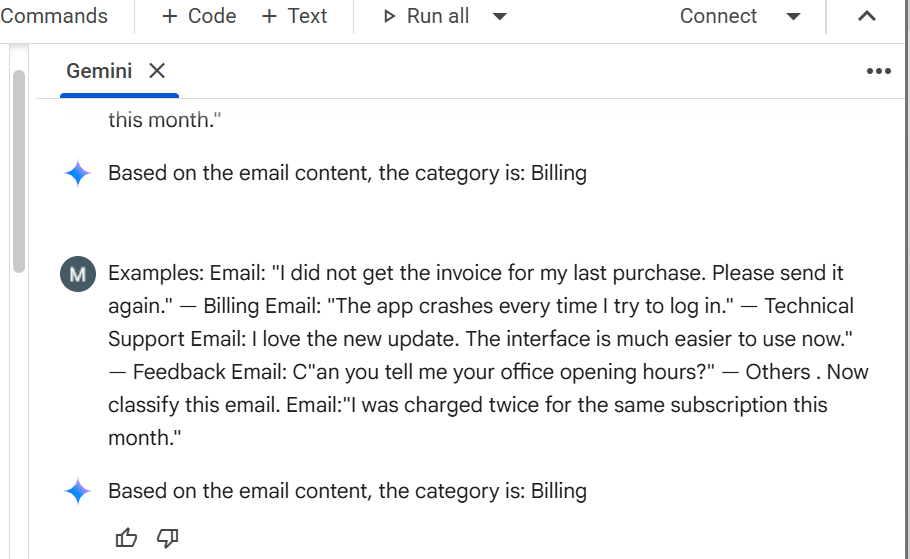 Commands + Code + Text Run all Connect
Gemini
this month."
Based on the email content, the category is: Billing
M Examples: Email: "I did not get the invoice for my last purchase. Please send it
again." — Billing Email: "The app crashes every time I try to log in." — Technical
Support Email: I love the new update. The interface is much easier to use now."
— Feedback Email: C"an you tell me your office opening hours?" — Others . Now
classify this email. Email:"I was charged twice for the same subscription this
month."
Based on the email content, the category is: Billing